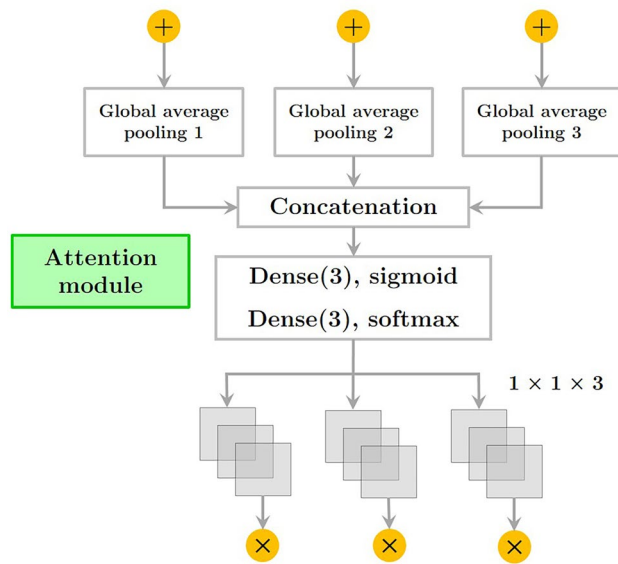 +
+
+
Global average
pooling 1
Global average
pooling 2
Global average
pooling 3
Concatenation
Attention
module
Dense(3), sigmoid
Dense(3), softmax
1 × 1 × 3
×
×
×